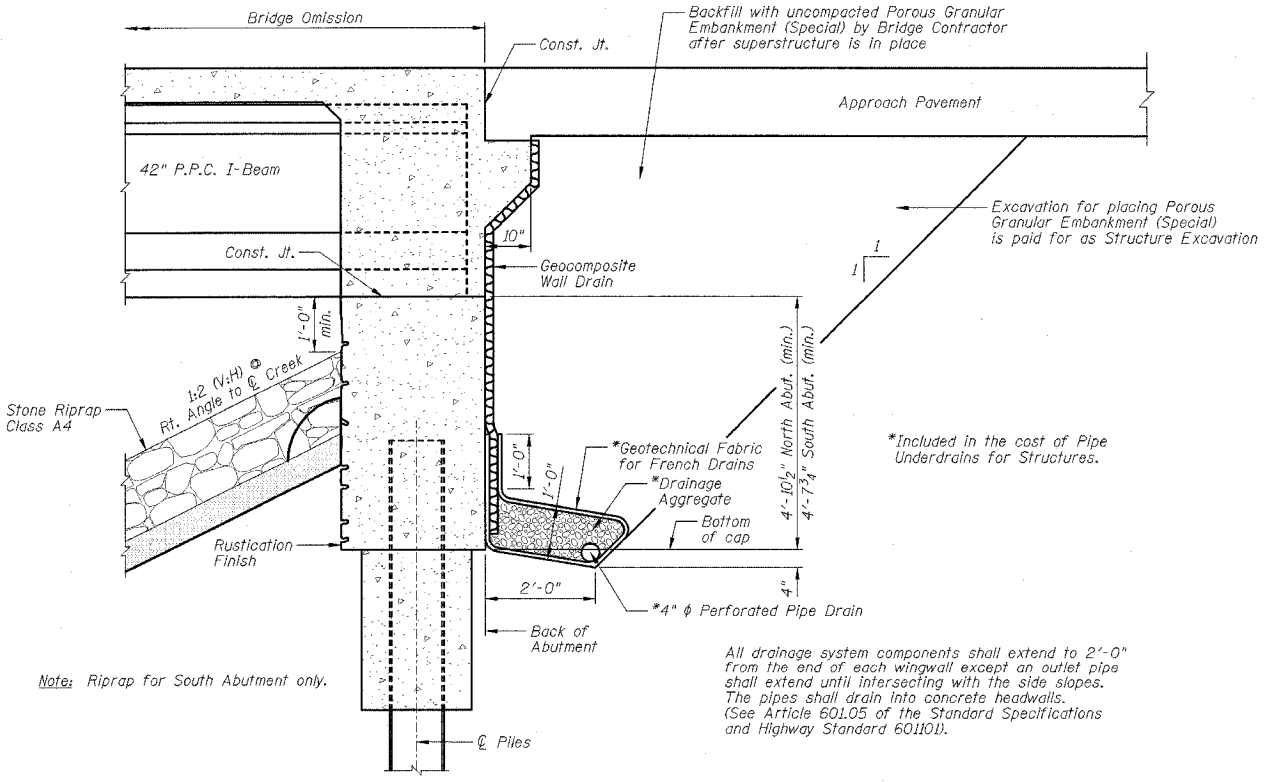 Bridge Omission
Backfill with uncompacted Porous Granular
Embankment (Special) by Bridge Contractor
after superstructure is in place
Const. Jt.
Approach Pavement
42" P.P.C. I-Beam
Excavation for placing Porous
Granular Embankment (Special)
is paid for as Structure Excavation
10"
Const. Jt.
Geocomposite
Wall Drain
1
1
1'-0"
min.
1:2 (V:H) @
Rt. Angle to ℄ Creek
Stone Riprap
Class A4
4'-10½" North Abut. (min.)
4'-7¾" South Abut. (min.)
*Geotechnical Fabric
for French Drains
1'-0"
1'-0"
*Drainage
Aggregate
*Included in the cost of Pipe
Underdrains for Structures.
Bottom
of cap
Rustication
Finish
4"
2'-0"
*4" ϕ Perforated Pipe Drain
Back of
Abutment
All drainage system components shall extend to 2'-0"
from the end of each wingwall except an outlet pipe
shall extend until intersecting with the side slopes.
The pipes shall drain into concrete headwalls.
(See Article 601.05 of the Standard Specifications
and Highway Standard 601101).
Note: Riprap for South Abutment only.
℄ Piles